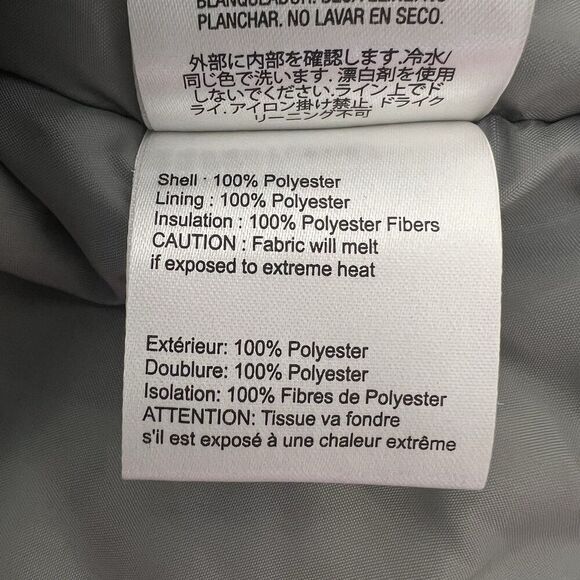 BLANQUEADOR. DESAFLENLINEA O
PLANCHAR. NO LAVAR EN SECO.
外部に内部を確認します.冷水/
同じ色で洗います. 漂白剤を使用
しないでください.ライン上でド
ライ. アイロン掛け禁止. ドライク
リーニング不可
Shell : 100% Polyester
Lining : 100% Polyester
Insulation : 100% Polyester Fibers
CAUTION : Fabric will melt
if exposed to extreme heat
Extérieur: 100% Polyester
Doublure: 100% Polyester
Isolation: 100% Fibres de Polyester
ATTENTION: Tissue va fondre
s'il est exposé à une chaleur extrême